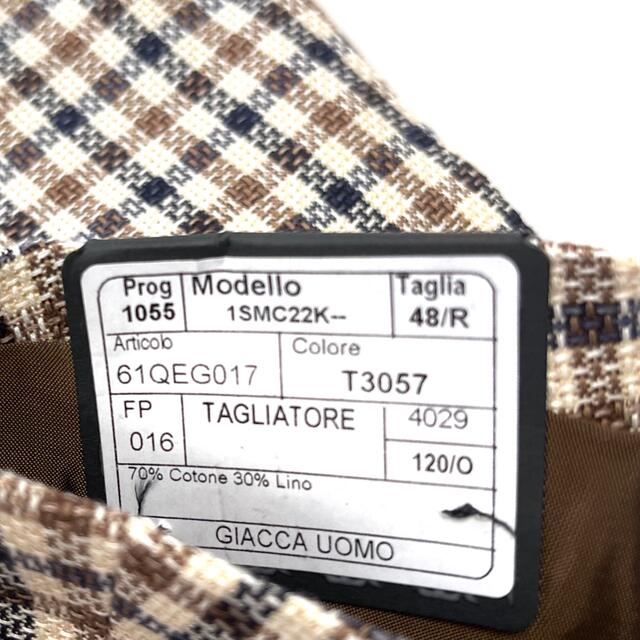 Prog Modello Taglia
1055 1SMC22K-- 48/R
Articolo Colore
61QEG017 T3057
FP TAGLIATORE 4029
016 120/O
70% Cotone 30% Lino
GIACCA UOMO